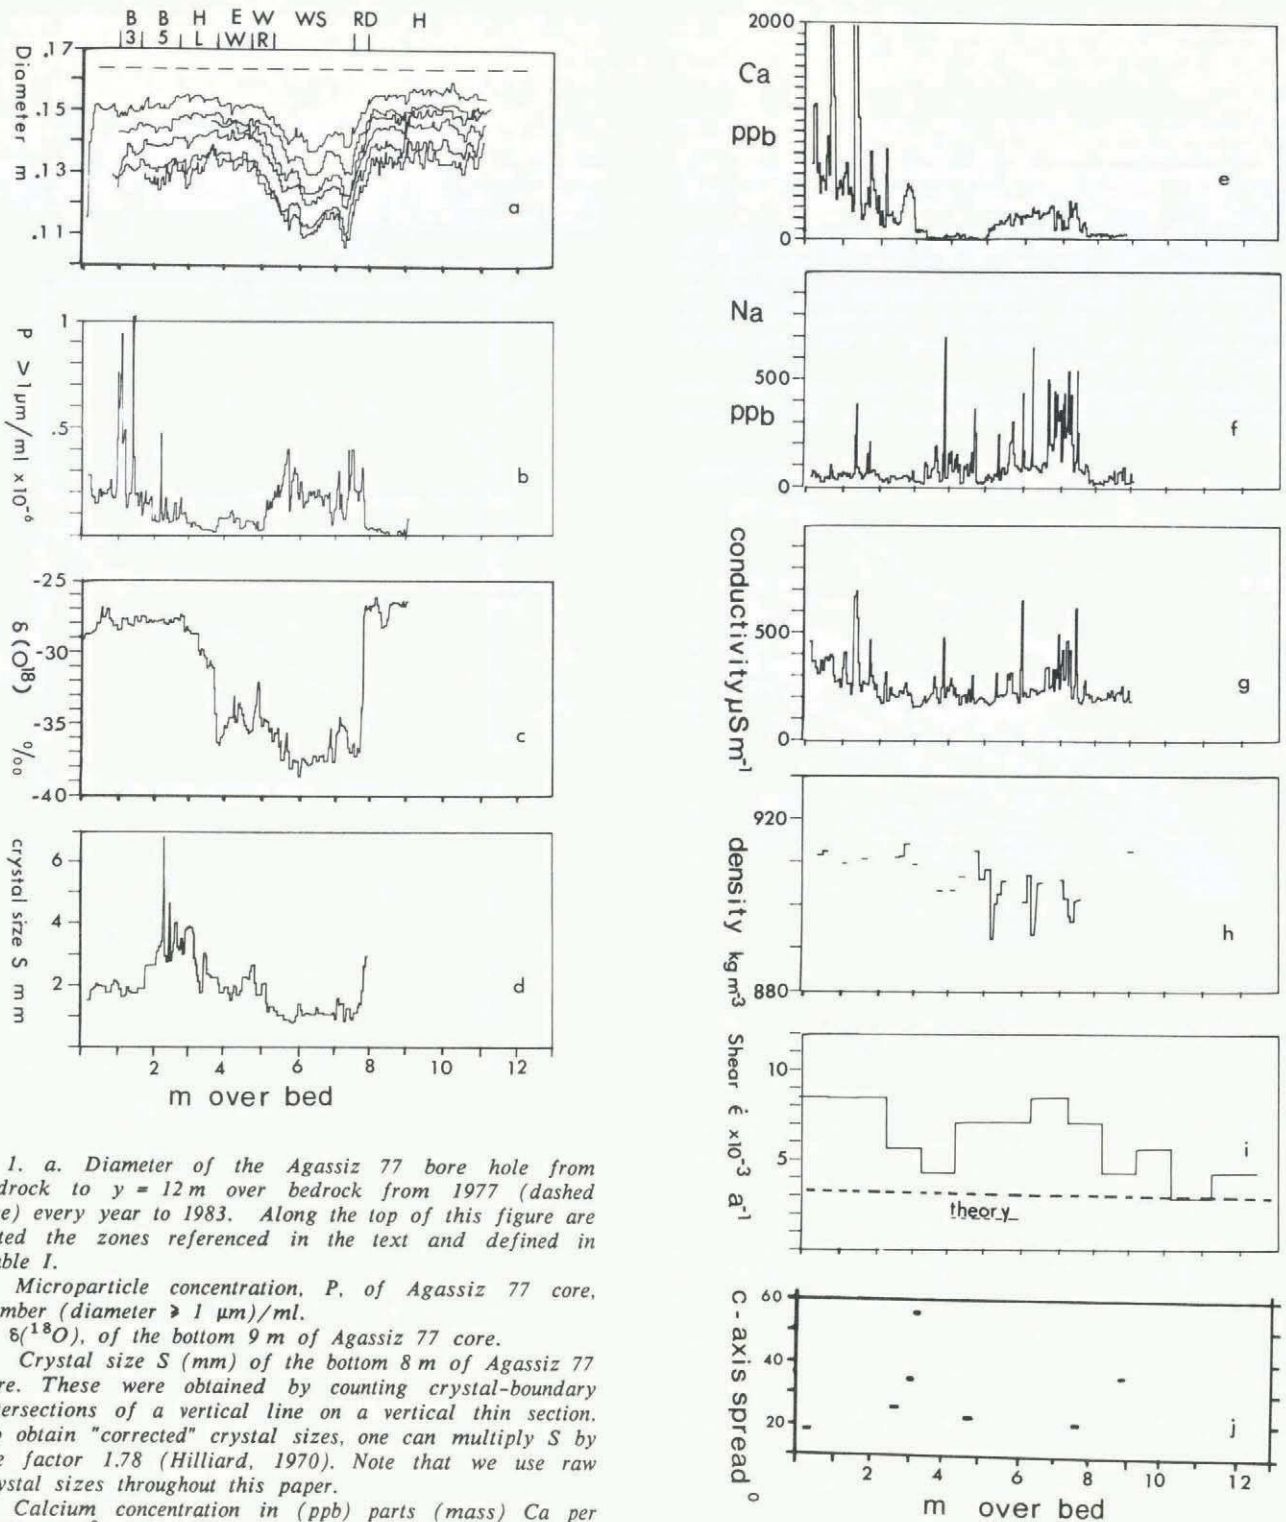 B B H E W WS RD H
3 5 L W R
Diameter m
.17
.15
.13
.11
a
P > 1 μm/ml x10⁻⁶
1
.5
b
δ(O¹⁸) ‰
-25
-30
-35
-40
c
crystal size S mm
6
4
2
d
2 4 6 8 10 12
m over bed
1. a. Diameter of the Agassiz 77 bore hole from
drock to y = 12 m over bedrock from 1977 (dashed
e) every year to 1983. Along the top of this figure are
ted the zones referenced in the text and defined in
ble I.
Microparticle concentration, P, of Agassiz 77 core,
mber (diameter ⩾ 1 μm)/ml.
δ(¹⁸O), of the bottom 9 m of Agassiz 77 core.
Crystal size S (mm) of the bottom 8 m of Agassiz 77
re. These were obtained by counting crystal-boundary
tersections of a vertical line on a vertical thin section.
o obtain "corrected" crystal sizes, one can multiply S by
e factor 1.78 (Hilliard, 1970). Note that we use raw
ystal sizes throughout this paper.
Calcium concentration in (ppb) parts (mass) Ca per
2000
Ca
ppb
0
e
Na
500
ppb
0
f
conductivity μS m⁻¹
500
0
g
density kg m³
920
880
h
Shear ε̇ x10⁻³ a⁻¹
10
5
theory
i
c-axis spread °
60
40
20
j
2 4 6 8 10 12
m over bed